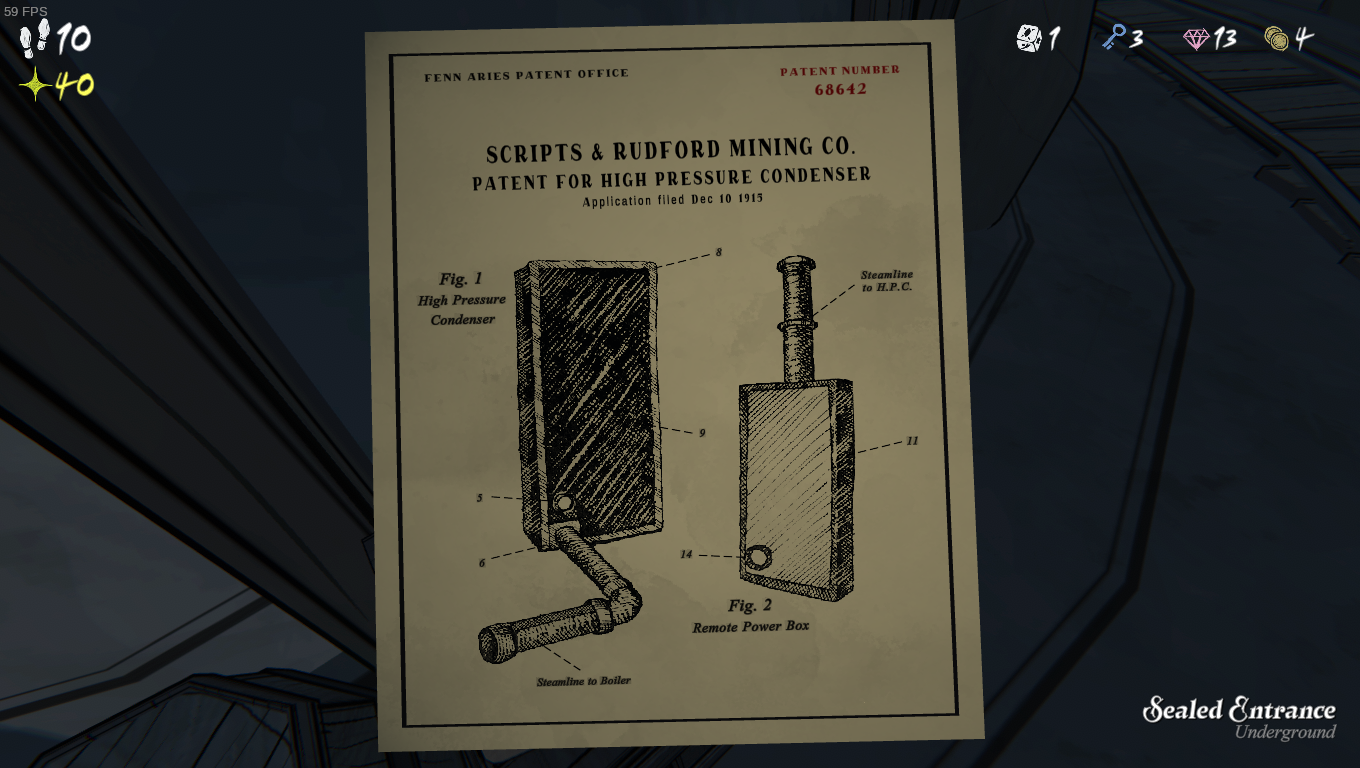 59 FPS
10
40
1
3
13
4
FENN ARIES PATENT OFFICE
PATENT NUMBER
68642
SCRIPTS & RUDFORD MINING CO.
PATENT FOR HIGH PRESSURE CONDENSER
Application filed Dec 10 1915
8
Fig. 1
High Pressure
Condenser
Steamline
to H.P.C.
9
11
5
6
14
Fig. 2
Remote Power Box
Steamline to Boiler
Sealed Entrance
Underground